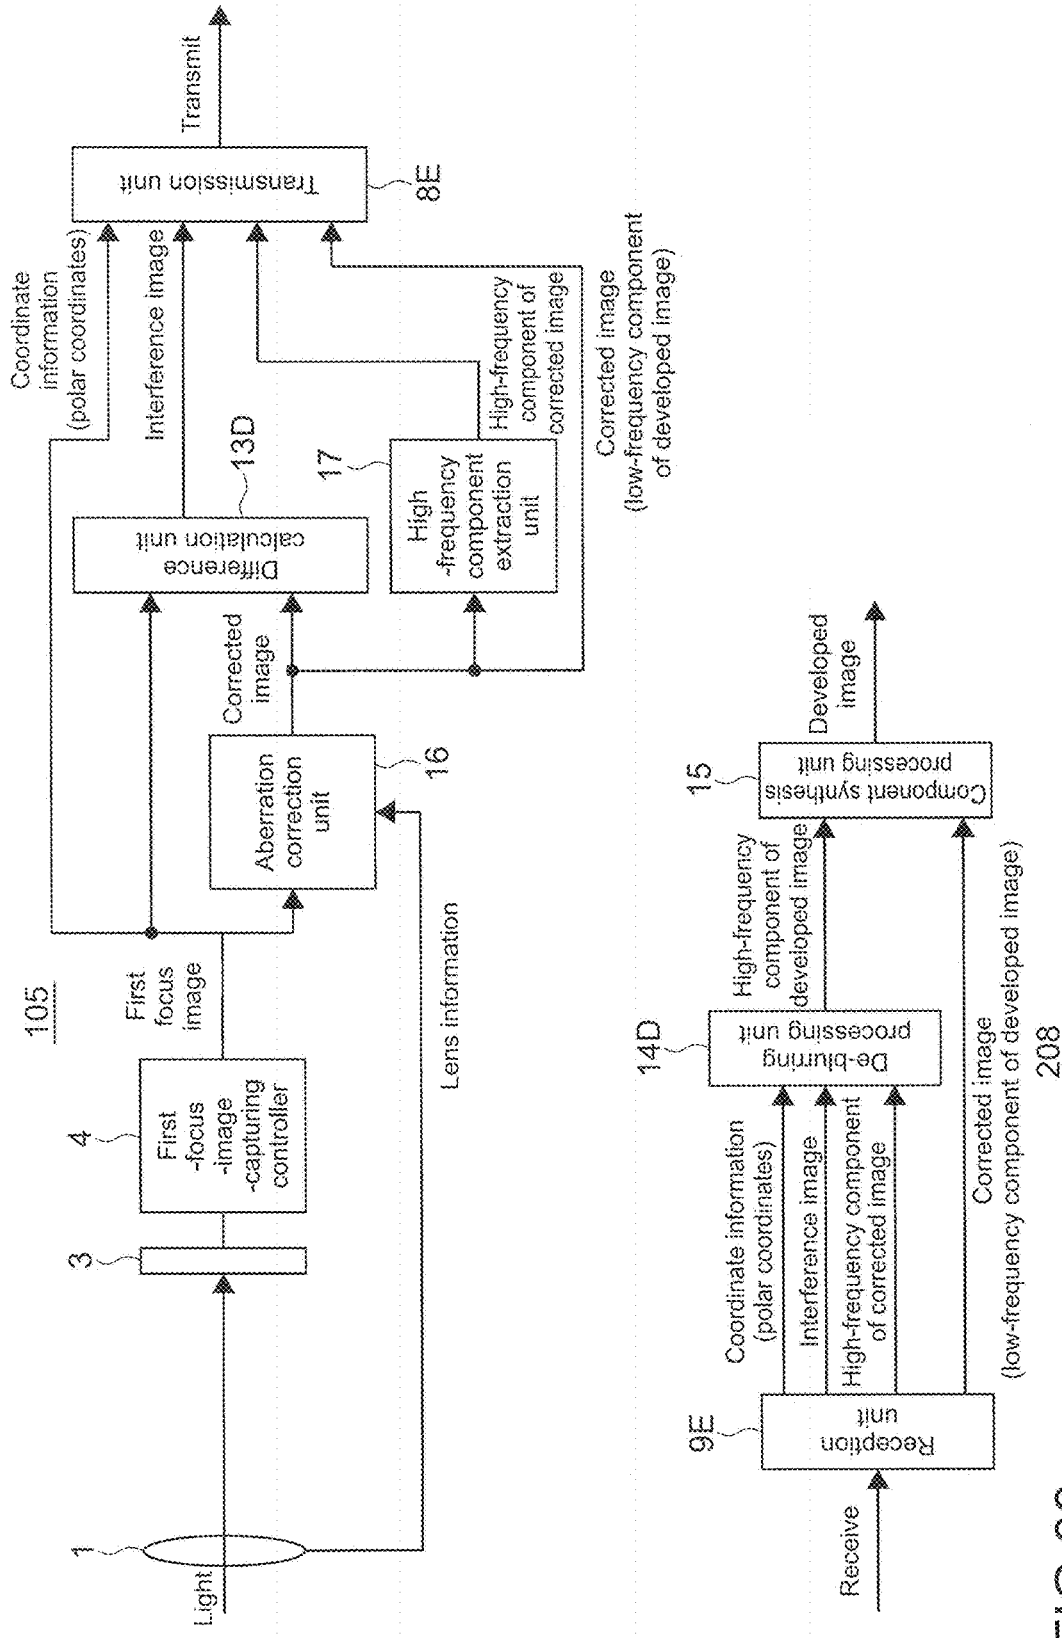 105
Light
1
3
4
First
-focus
-image
-capturing
controller
First
focus
image
Lens information
Aberration
correction
unit
16
Corrected
image
Difference
calculation unit
13D
High
-frequency
component
extraction
unit
17
Coordinate
information
(polar coordinates)
Interference image
High-frequency
component of
corrected image
Corrected image
(low-frequency component
of developed image)
Transmission unit
8E
Transmit
Receive
Reception
unit
9E
Coordinate information
(polar coordinates)
Interference image
High-frequency component
of corrected image
Corrected image
(low-frequency component of developed image)
De-blurring
processing unit
14D
High-frequency
component of
developed image
Component synthesis
processing unit
15
Developed
image
208